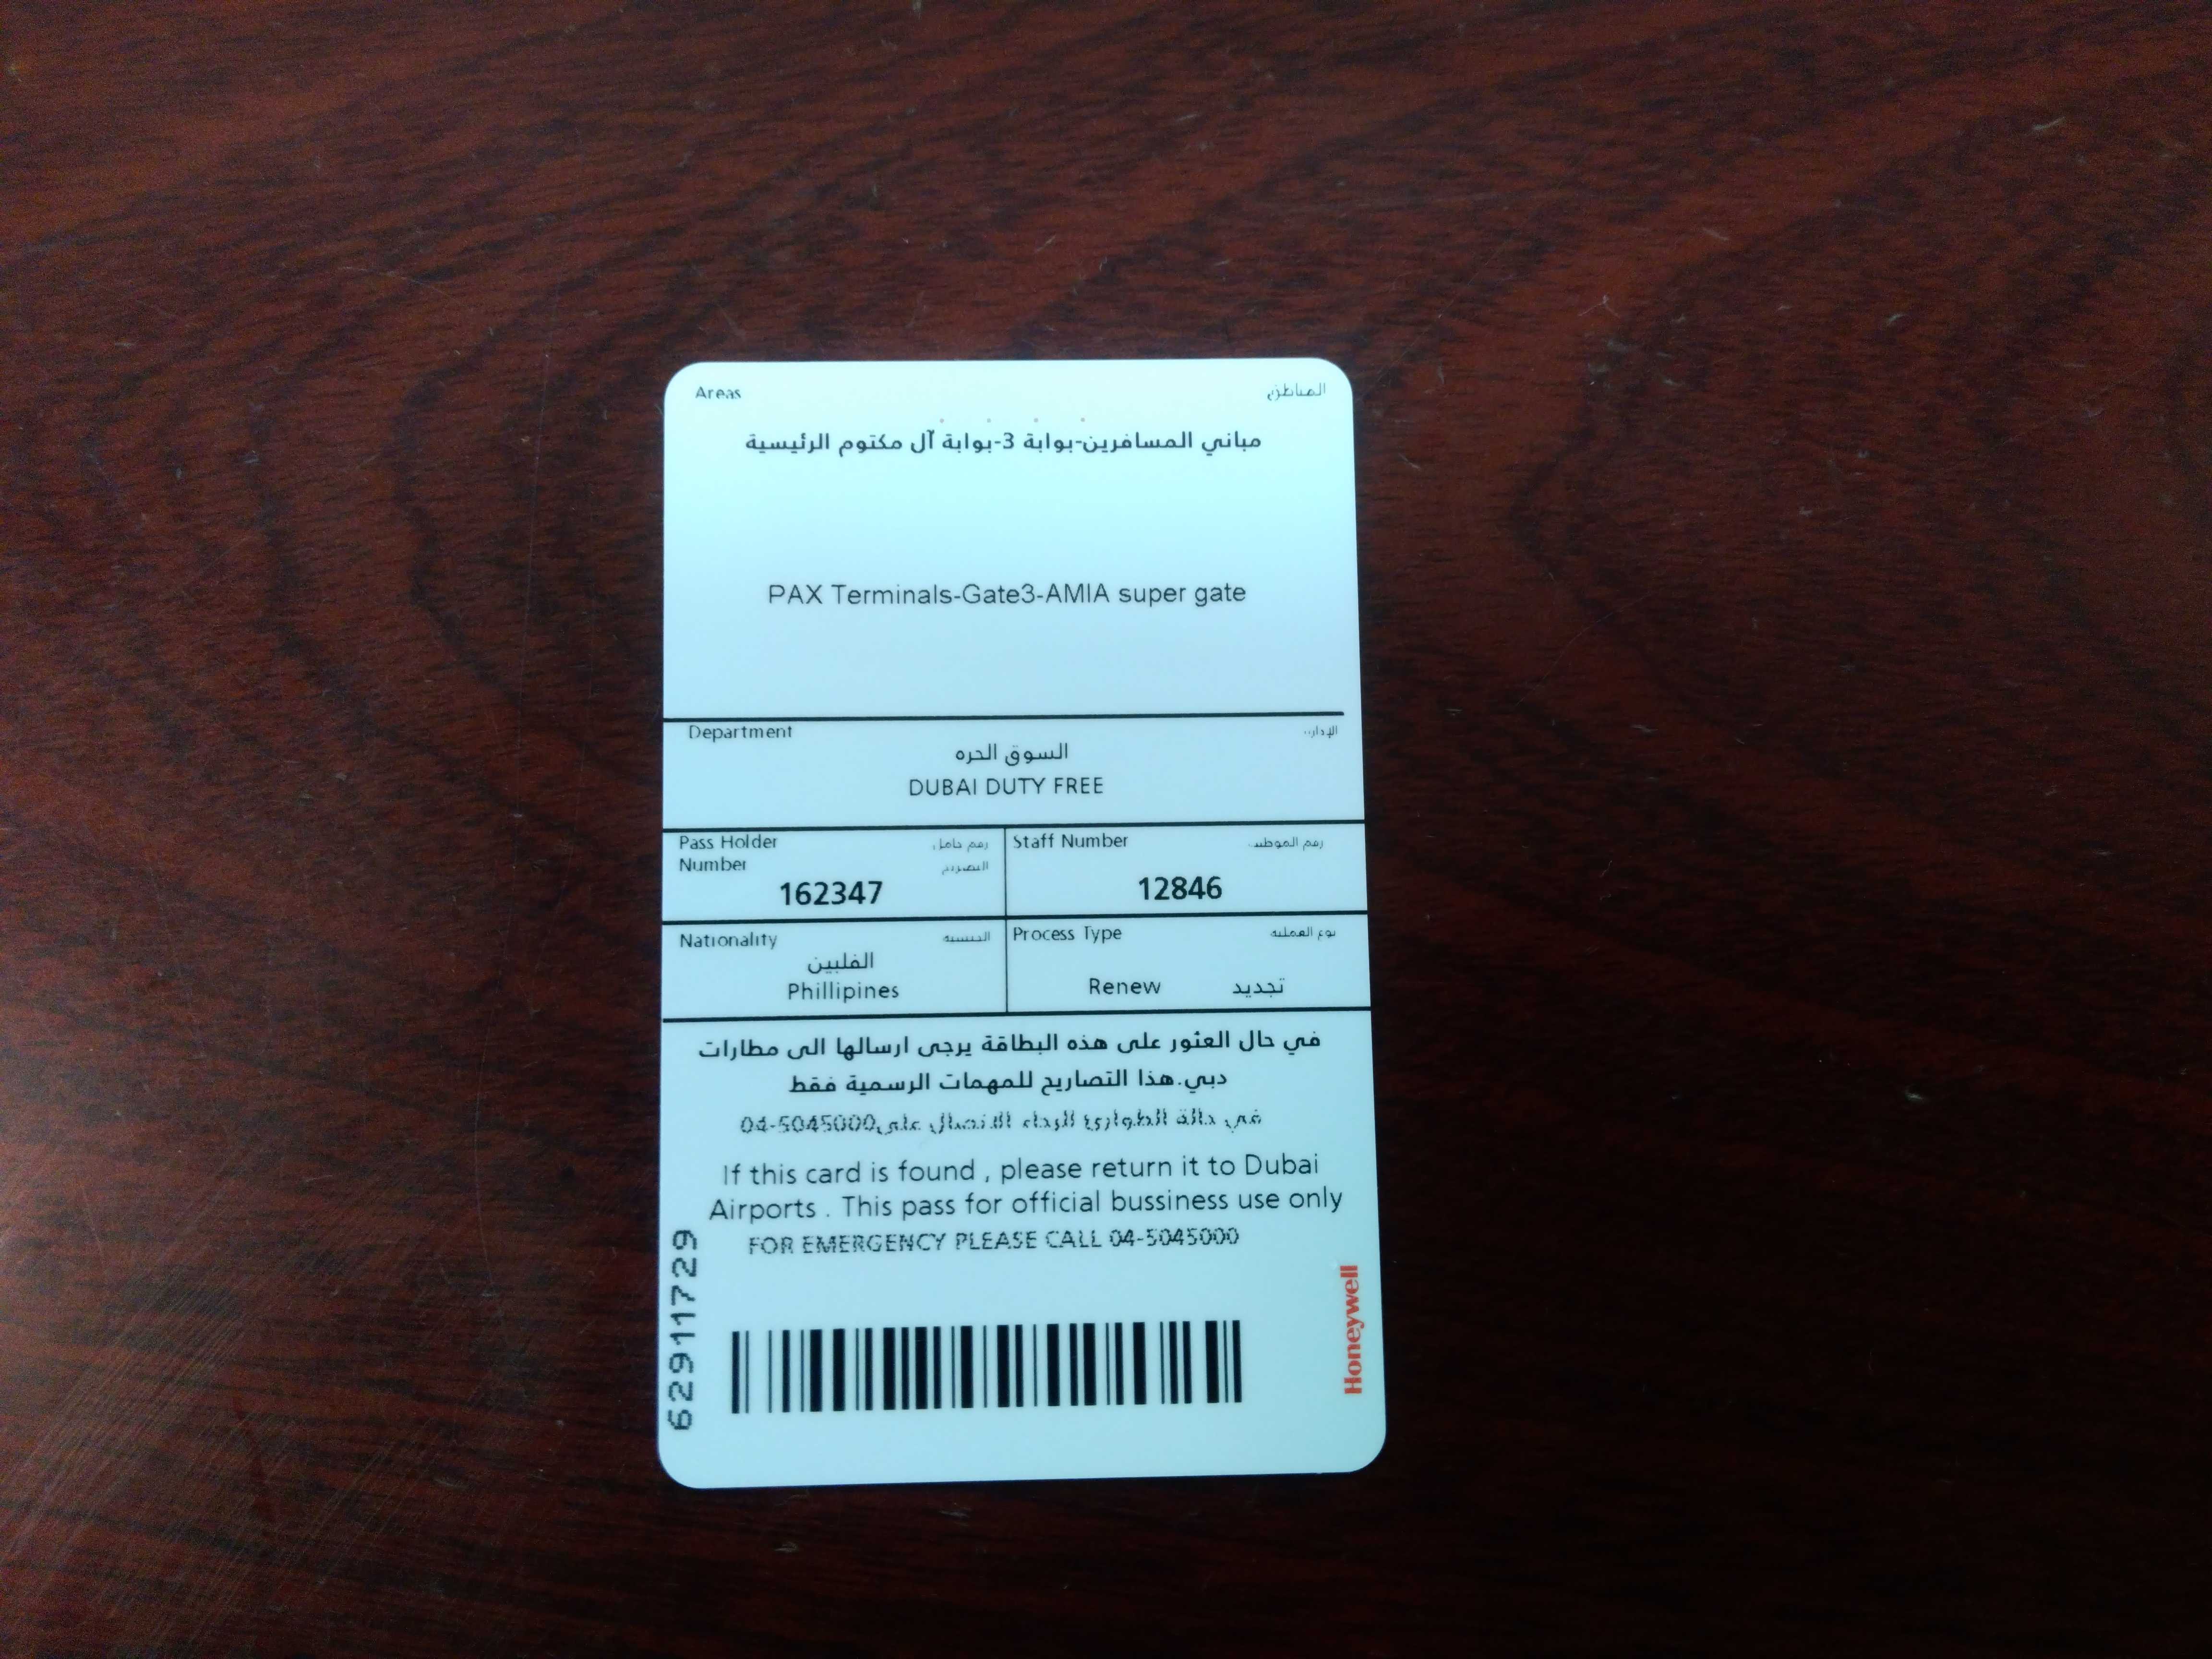 Areas المناطق
مباني المسافرين-بوابة 3-بوابة آل مكتوم الرئيسية
PAX Terminals-Gate3-AMIA super gate
Department الإدارة
السوق الحره
DUBAI DUTY FREE
Pass Holder رقم حامل
Number التصريح
162347
Staff Number رقم الموظف
12846
Nationality الجنسية
الفلبين
Phillipines
Process Type نوع العملية
Renew تجديد
في حال العثور على هذه البطاقة يرجى ارسالها الى مطارات
دبي.هذا التصاريح للمهمات الرسمية فقط
في حالة الطوارئ الرجاء الاتصال على04-5045000
If this card is found , please return it to Dubai
Airports . This pass for official bussiness use only
FOR EMERGENCY PLEASE CALL 04-5045000
62911729
Honeywell